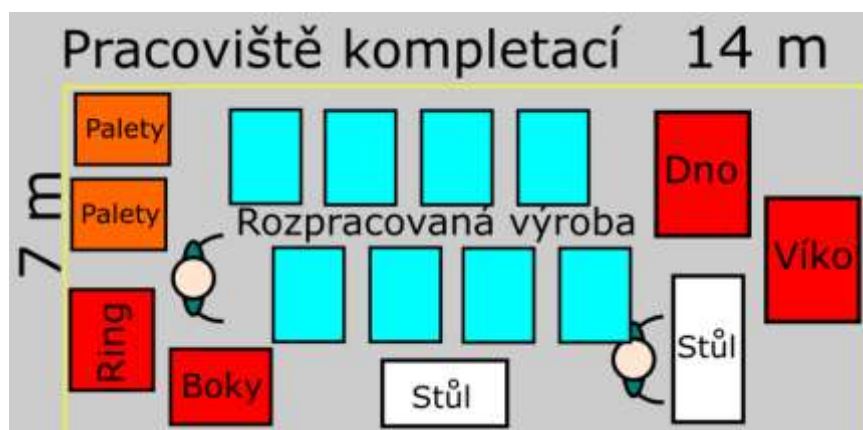 Pracoviště kompletací 14 m
7 m
Palety
Palety
Rozpracovaná výroba
Dno
Víko
Ring
Boky
Stůl
Stůl